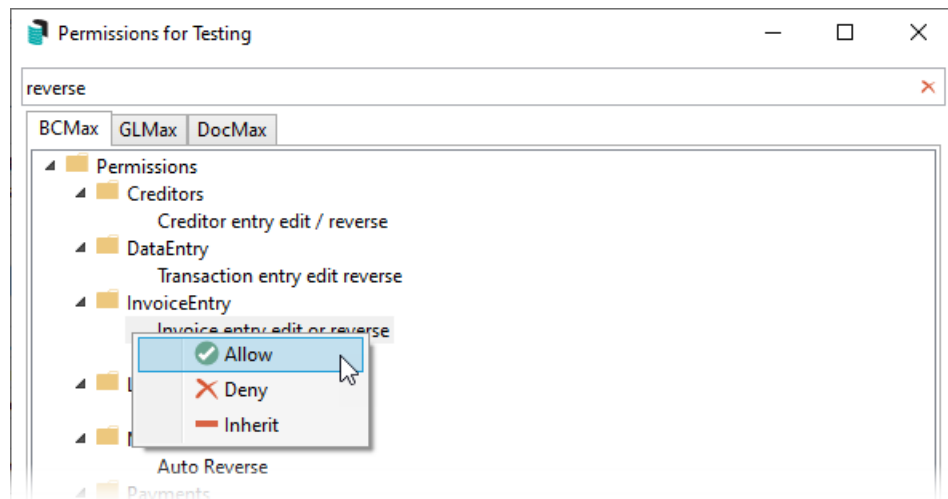 Permissions for Testing
reverse
BCMax GLMax DocMax
Permissions
Creditors
Creditor entry edit / reverse
DataEntry
Transaction entry edit reverse
InvoiceEntry
Invoice entry edit or reverse
Allow
Deny
Inherit
Auto Reverse
Payments